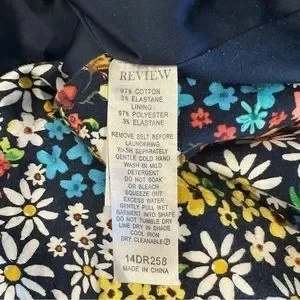 REVIEW
97% COTTON
3% ELASTANE
LINING:
97% POLYESTER
3% ELASTANE
REMOVE BELT BEFORE
LAUNDERING
WASH SEPARATELY
GENTLE COLD HAND
WASH IN MILD
DETERGENT
DO NOT SOAK
OR BLEACH
SQUEEZE OUT
EXCESS WATER
GENTLY PULL WET
GARMENT INTO SHAPE
DO NOT TUMBLE DRY
LINE DRY IN SHADE
COOL IRON
DRY CLEANABLE Ⓟ
14DR258
MADE IN CHINA